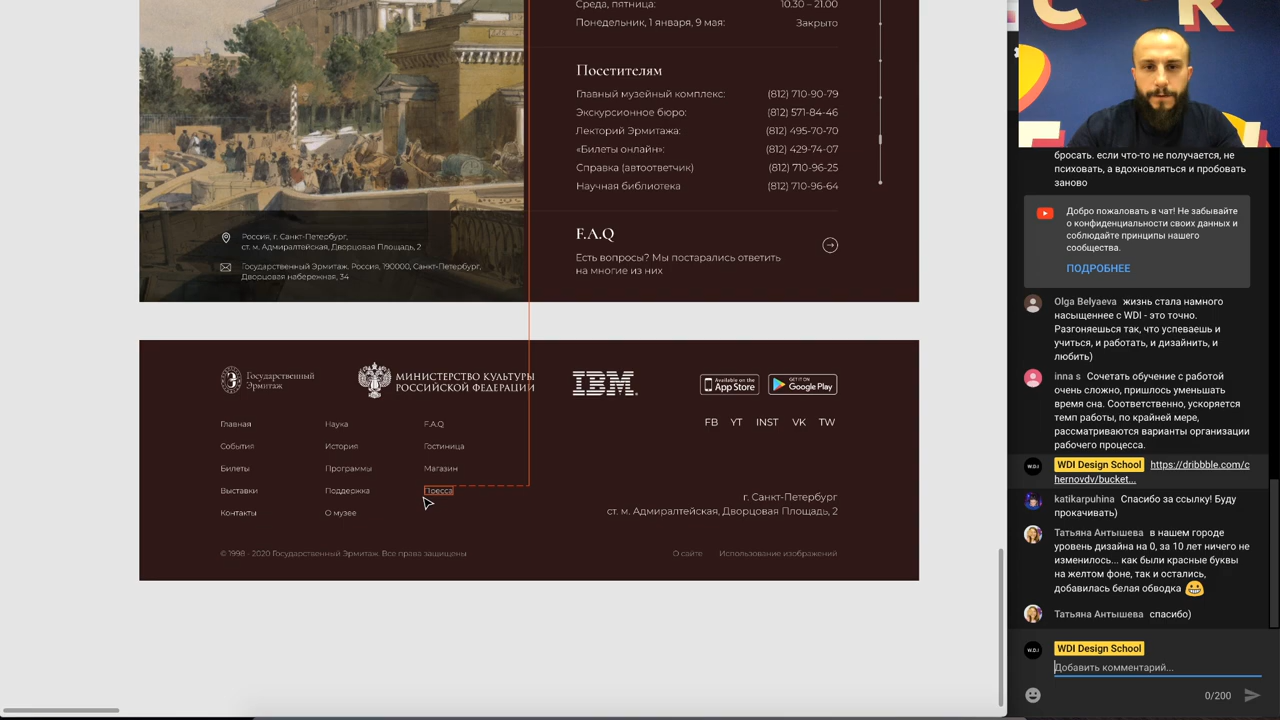 Среда, пятница: 10.30 – 21.00
Понедельник, 1 января, 9 мая: Закрыто
Посетителям
Главный музейный комплекс: (812) 710-90-79
Экскурсионное бюро: (812) 571-84-46
Лекторий Эрмитажа: (812) 495-70-70
«Билеты онлайн»: (812) 429-74-07
Справка (автоответчик) (812) 710-96-25
Научная библиотека (812) 710-96-64
F.A.Q
Есть вопросы? Мы постарались ответить
на многие из них
Россия, г. Санкт-Петербург,
ст. м. Адмиралтейская, Дворцовая Площадь, 2
Государственный Эрмитаж, Россия, 190000, Санкт-Петербург,
Дворцовая набережная, 34
Государственный
Эрмитаж
МИНИСТЕРСТВО КУЛЬТУРЫ
РОССИЙСКОЙ ФЕДЕРАЦИИ
IBM
Available on the
App Store
GET IT ON
Google Play
FB YT INST VK TW
Главная Наука F.A.Q
События История Гостиница
Билеты Программы Магазин
Выставки Поддержка Пресса
Контакты О музее
г. Санкт-Петербург
ст. м. Адмиралтейская, Дворцовая Площадь, 2
© 1998 - 2020 Государственный Эрмитаж. Все права защищены
О сайте Использование изображений
бросать. если что-то не получается, не
психовать, а вдохновляться и пробовать
заново
Добро пожаловать в чат! Не забывайте
о конфиденциальности своих данных и
соблюдайте принципы нашего
сообщества.
ПОДРОБНЕЕ
Olga Belyaeva жизнь стала намного
насыщеннее с WDI - это точно.
Разгоняешься так, что успеваешь и
учиться, и работать, и дизайнить, и
любить)
inna s Сочетать обучение с работой
очень сложно, пришлось уменьшать
время сна. Соответственно, ускоряется
темп работы, по крайней мере,
рассматриваются варианты организации
рабочего процесса.
WDI Design School https://dribbble.com/c
hernovdv/bucket...
katikarpuhina Спасибо за ссылку! Буду
прокачивать)
Татьяна Антышева в нашем городе
уровень дизайна на 0, за 10 лет ничего не
изменилось... как были красные буквы
на желтом фоне, так и остались,
добавилась белая обводка
Татьяна Антышева спасибо)
WDI Design School
Добавить комментарий...
0/200